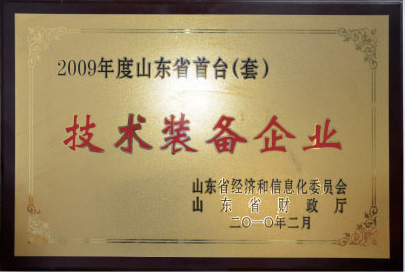 2009年度山东省首台(套)
技术装备企业
山东省经济和信息化委员会
山东省财政厅
二〇一〇年二月